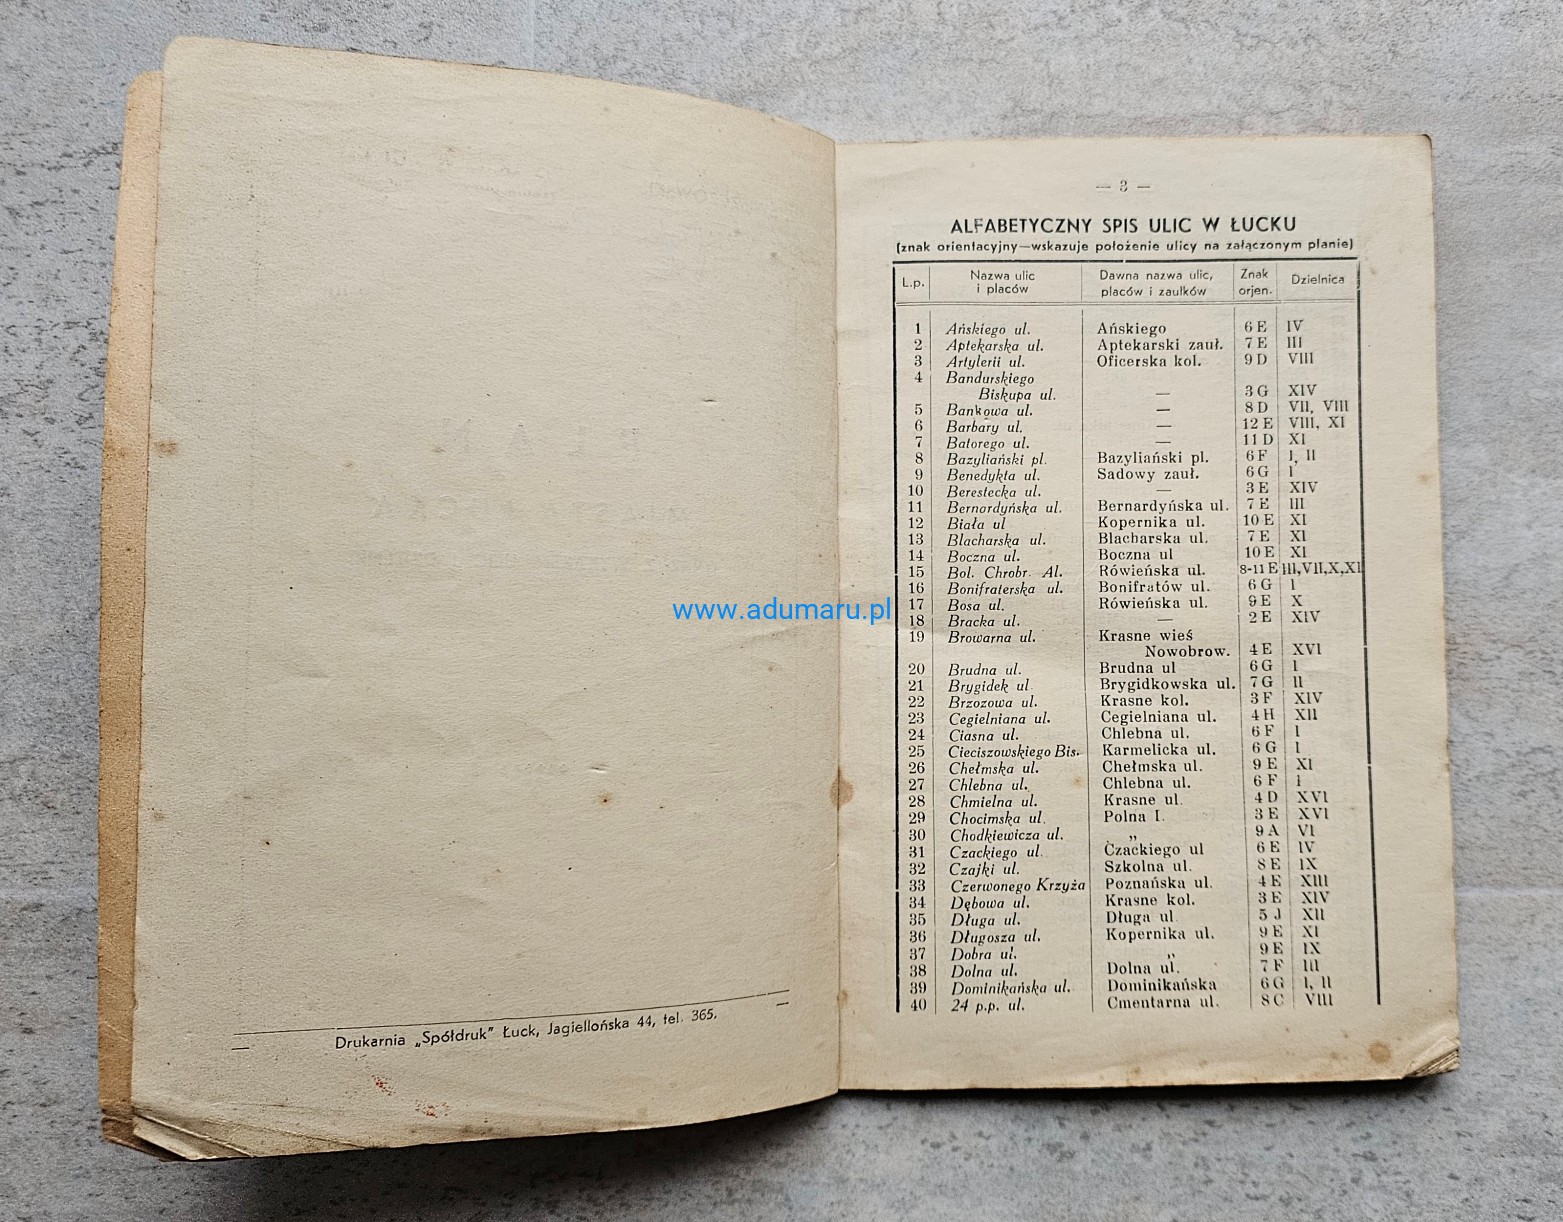 Drukarnia „Spółdruk" Łuck, Jagiellońska 44, tel. 365.
www.adumaru.pl
— 3 —
ALFABETYCZNY SPIS ULIC W ŁUCKU
(znak orientacyjny—wskazuje położenie ulicy na załączonym planie)
L.p. Nazwa ulic i placów Dawna nazwa ulic, placów i zaułków Znak orjen. Dzielnica
1 Ańskiego ul. Ańskiego 6 E IV
2 Aptekarska ul. Aptekarski zauł. 7 E III
3 Artylerii ul. Oficerska kol. 9 D VIII
4 Bandurskiego
Biskupa ul. — 3 G XIV
5 Bankowa ul. — 8 D VII, VIII
6 Barbary ul. — 12 E VIII, XI
7 Batorego ul. — 11 D XI
8 Bazyliański pl. Bazyliański pl. 6 F I, II
9 Benedykta ul. Sadowy zauł. 6 G I
10 Berestecka ul. — 3 E XIV
11 Bernardyńska ul. Bernardyńska ul. 7 E III
12 Biała ul Kopernika ul. 10 E XI
13 Blacharska ul. Blacharska ul. 7 E XI
14 Boczna ul. Boczna ul 10 E XI
15 Bol. Chrobr. Al. Rówieńska ul. 8-11 E III,VII,X,XI
16 Bonifraterska ul. Bonifratów ul. 6 G I
17 Bosa ul. Rówieńska ul. 9 E X
18 Bracka ul. — 2 E XIV
19 Browarna ul. Krasne wieś
Nowobrow. 4 E XVI
20 Brudna ul. Brudna ul 6 G I
21 Brygidek ul. Brygidkowska ul. 7 G II
22 Brzozowa ul. Krasne kol. 3 F XIV
23 Cegielniana ul. Cegielniana ul. 4 H XII
24 Ciasna ul. Chlebna ul. 6 F I
25 Cieciszowskiego Bis. Karmelicka ul. 6 G I
26 Chełmska ul. Chełmska ul. 9 E XI
27 Chlebna ul. Chlebna ul. 6 F I
28 Chmielna ul. Krasne ul. 4 D XVI
29 Chocimska ul. Polna I. 3 E XVI
30 Chodkiewicza ul. „ 9 A VI
31 Czackiego ul. Czackiego ul 6 E IV
32 Czajki ul. Szkolna ul. 8 E IX
33 Czerwonego Krzyża Poznańska ul. 4 E XIII
34 Dębowa ul. Krasne kol. 3 E XIV
35 Długa ul. Długa ul 5 J XII
36 Długosza ul. Kopernika ul. 9 E XI
37 Dobra ul. „ 9 E IX
38 Dolna ul. Dolna ul. 7 F III
39 Dominikańska ul. Dominikańska 6 G I, II
40 24 p.p. ul. Cmentarna ul. 8 C VIII